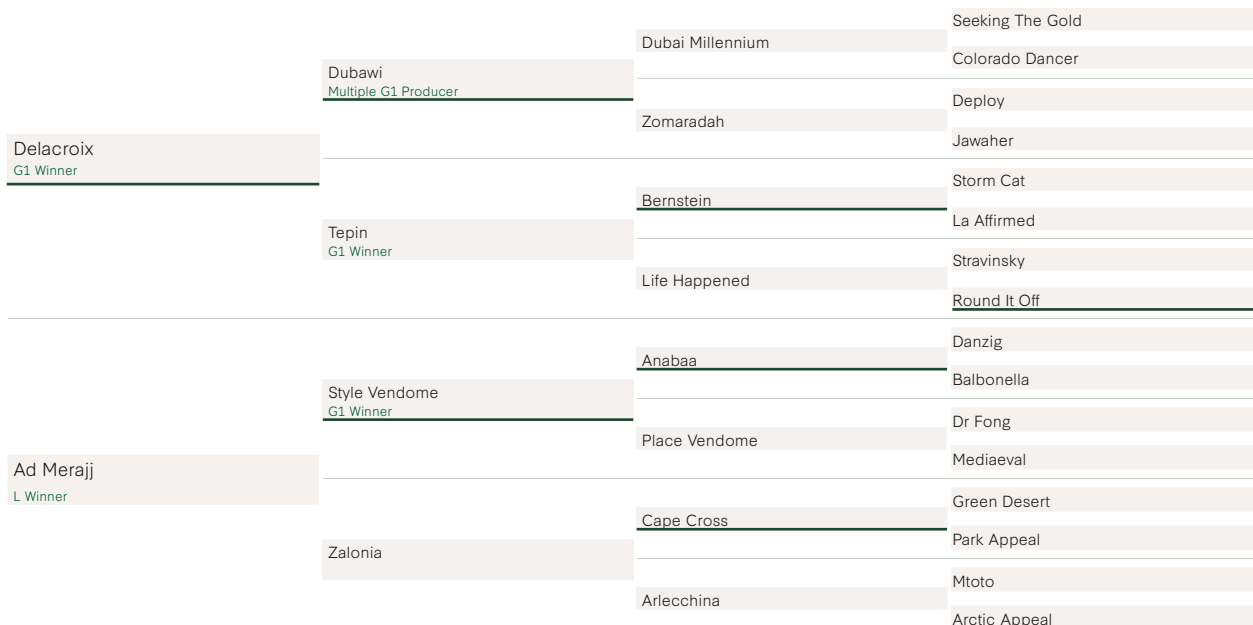 Delacroix
G1 Winner
Dubawi
Multiple G1 Producer
Dubai Millennium
Seeking The Gold
Colorado Dancer
Zomaradah
Deploy
Jawaher
Tepin
G1 Winner
Bernstein
Storm Cat
La Affirmed
Life Happened
Stravinsky
Round It Off
Ad Merajj
L Winner
Style Vendome
G1 Winner
Anabaa
Danzig
Balbonella
Place Vendome
Dr Fong
Mediaeval
Zalonia
Cape Cross
Green Desert
Park Appeal
Arlecchina
Mtoto
Arctic Appeal